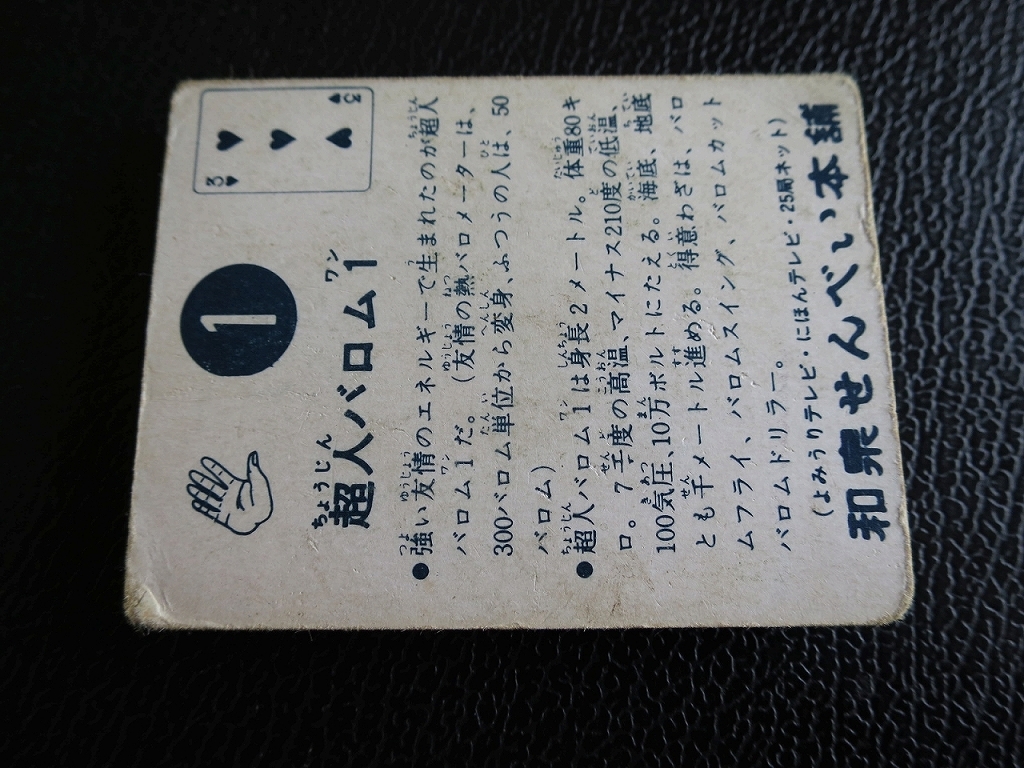 1
3
3
超人バロム1
ちょうじん
ワン
●強い友情のエネルギーで生まれたのが超人
バロム1だ。 (友情の熱バロメーターは、
300バロム単位から変身、ふつうの人は、50
バロム)
●超人バロム1は身長2メートル。 体重80キ
ロ。7千度の高温、マイナス210度の低温、
100気圧、10万ボルトにたえる。海底、地底
とも千メートル進める。得意わざは、バロ
ムフライ、バロムスイング、バロムカット
バロムドリラー。
(よみうりテレビ・にほんテレビ・25局ネット)
和泉せんべい本舗